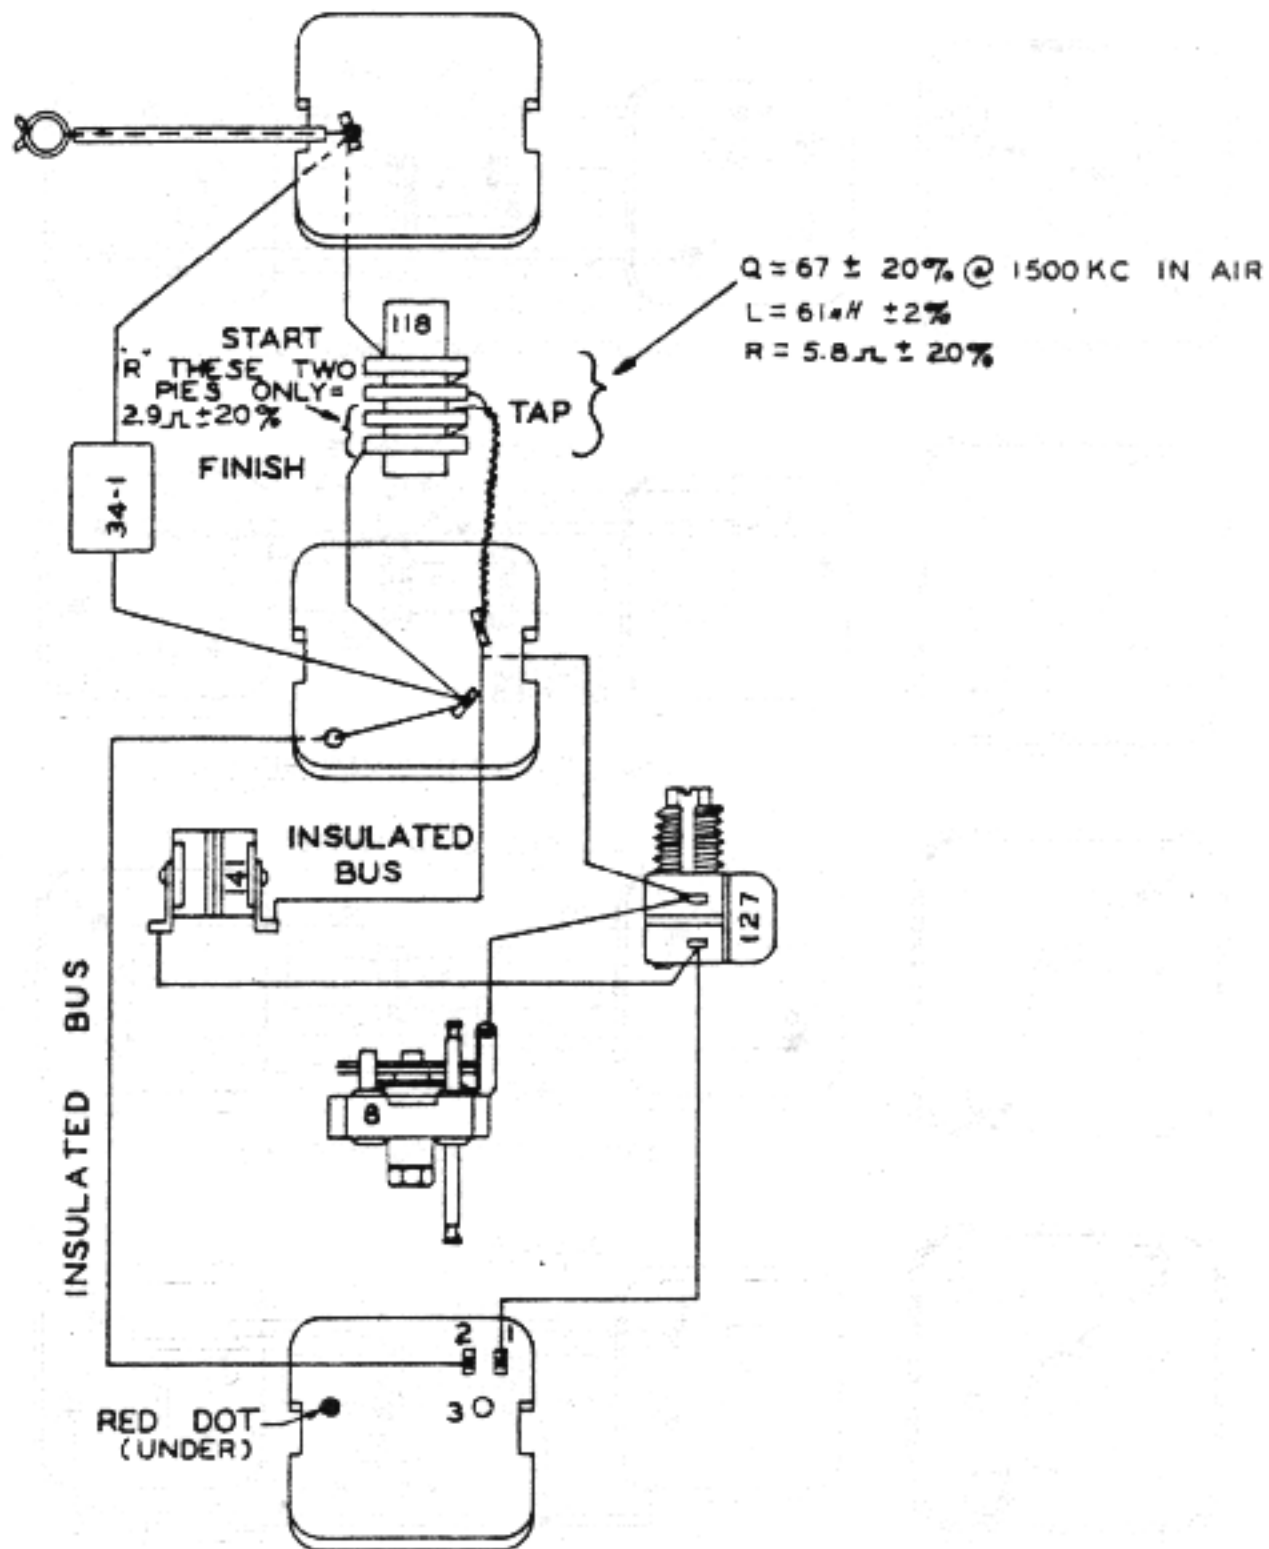 Q = 67 ± 20% @ 1500 KC IN AIR
L = 61 µH ± 2%
R = 5.8 Ω ± 20%
118
START
"R" THESE TWO
PIES ONLY=
2.9 Ω ± 20%
TAP
FINISH
34-1
INSULATED
BUS
141
127
INSULATED BUS
8
2 1
3
RED DOT
(UNDER)